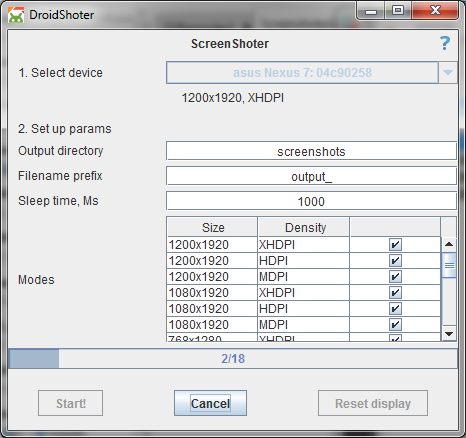 DroidShoter
ScreenShoter
?
1. Select device
asus Nexus 7: 04c90258
1200x1920, XHDPI
2. Set up params
Output directory
screenshots
Filename prefix
output_
Sleep time, Ms
1000
Modes
Size Density
1200x1920 XHDPI
1200x1920 HDPI
1200x1920 MDPI
1080x1920 XHDPI
1080x1920 HDPI
1080x1920 MDPI
768x1280 XHDPI
2/18
Start! Cancel Reset display